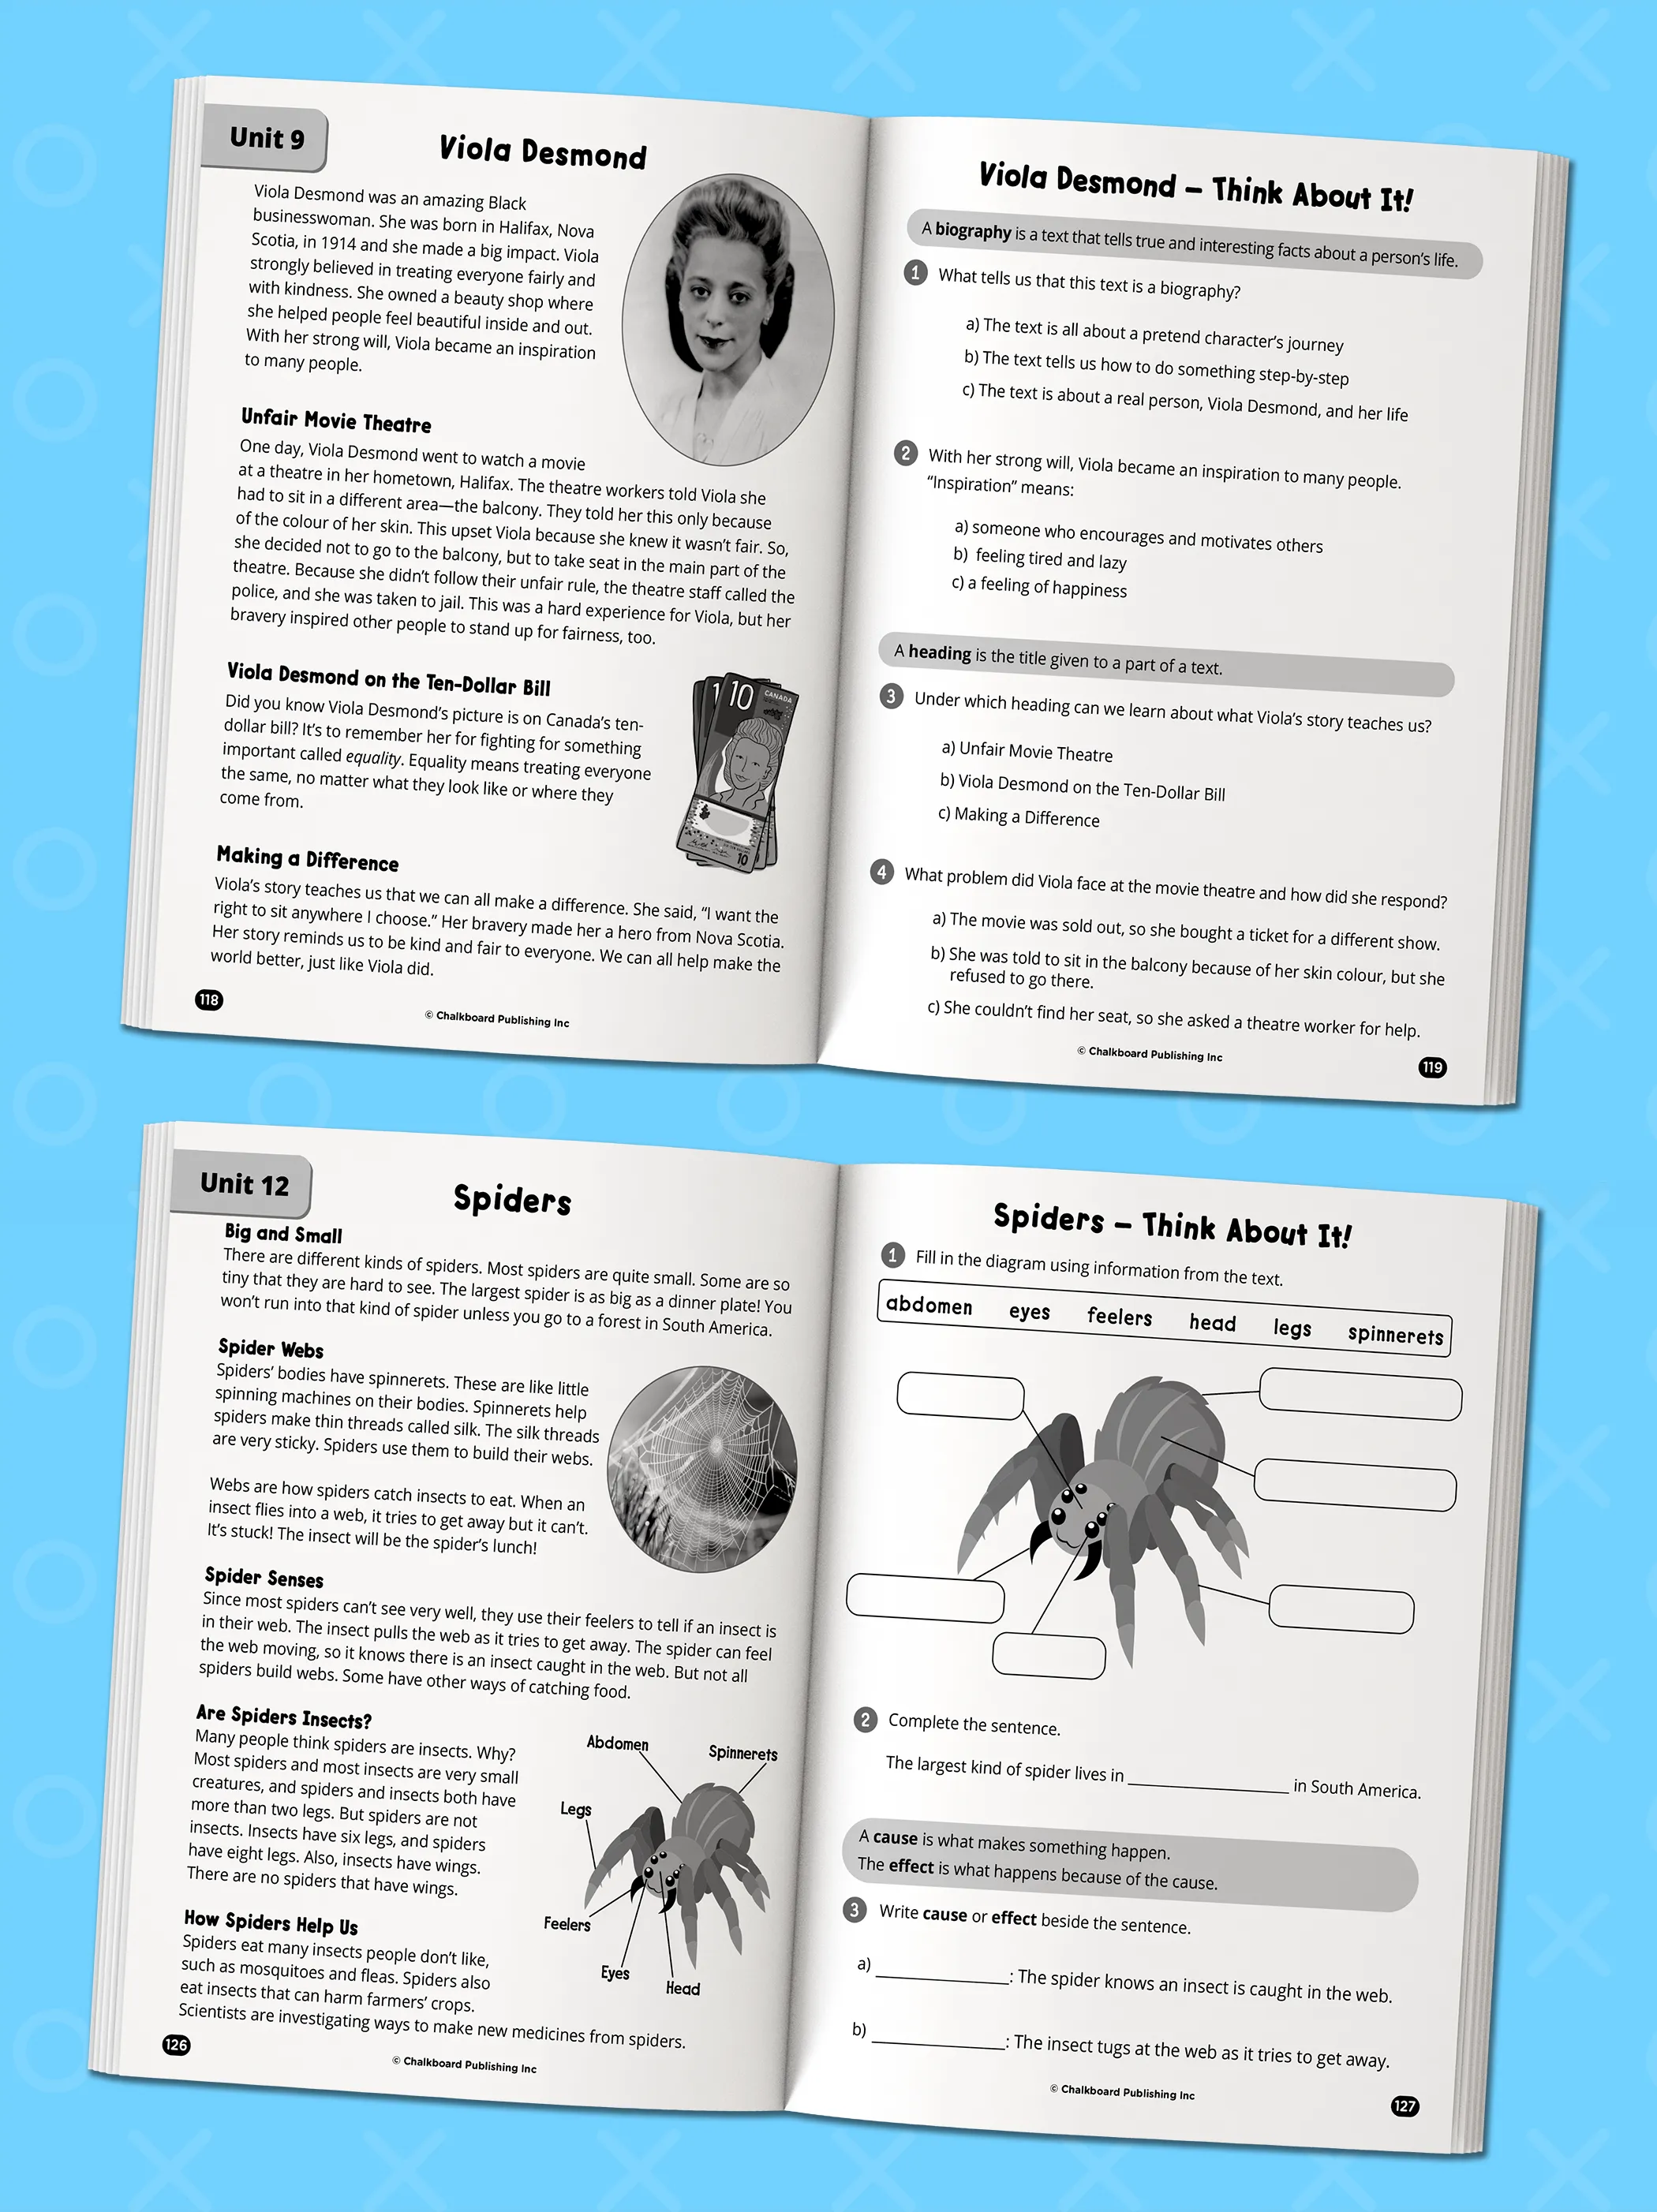 Unit 9
Viola Desmond
Viola Desmond was an amazing Black
businesswoman. She was born in Halifax, Nova
Scotia, in 1914 and she made a big impact. Viola
strongly believed in treating everyone fairly and
with kindness. She owned a beauty shop where
she helped people feel beautiful inside and out.
With her strong will, Viola became an inspiration
to many people.
Unfair Movie Theatre
One day, Viola Desmond went to watch a movie
at a theatre in her hometown, Halifax. The theatre workers told Viola she
had to sit in a different area—the balcony. They told her this only because
of the colour of her skin. This upset Viola because she knew it wasn't fair. So,
she decided not to go to the balcony, but to take seat in the main part of the
theatre. Because she didn't follow their unfair rule, the theatre staff called the
police, and she was taken to jail. This was a hard experience for Viola, but her
bravery inspired other people to stand up for fairness, too.
Viola Desmond on the Ten-Dollar Bill
Did you know Viola Desmond's picture is on Canada's ten-
dollar bill? It's to remember her for fighting for something
important called equality. Equality means treating everyone
the same, no matter what they look like or where they
come from.
10
CANADA
10
Making a Difference
Viola's story teaches us that we can all make a difference. She said, "I want the
right to sit anywhere I choose." Her bravery made her a hero from Nova Scotia.
Her story reminds us to be kind and fair to everyone. We can all help make the
world better, just like Viola did.
118
© Chalkboard Publishing Inc
Viola Desmond – Think About It!
A biography is a text that tells true and interesting facts about a person's life.
1 What tells us that this text is a biography?
a) The text is all about a pretend character's journey
b) The text tells us how to do something step-by-step
c) The text is about a real person, Viola Desmond, and her life
2 With her strong will, Viola became an inspiration to many people.
"Inspiration" means:
a) someone who encourages and motivates others
b) feeling tired and lazy
c) a feeling of happiness
A heading is the title given to a part of a text.
3 Under which heading can we learn about what Viola's story teaches us?
a) Unfair Movie Theatre
b) Viola Desmond on the Ten-Dollar Bill
c) Making a Difference
4 What problem did Viola face at the movie theatre and how did she respond?
a) The movie was sold out, so she bought a ticket for a different show.
b) She was told to sit in the balcony because of her skin colour, but she
refused to go there.
c) She couldn't find her seat, so she asked a theatre worker for help.
© Chalkboard Publishing Inc
119
Unit 12
Spiders
Big and Small
There are different kinds of spiders. Most spiders are quite small. Some are so
tiny that they are hard to see. The largest spider is as big as a dinner plate! You
won't run into that kind of spider unless you go to a forest in South America.
Spider Webs
Spiders' bodies have spinnerets. These are like little
spinning machines on their bodies. Spinnerets help
spiders make thin threads called silk. The silk threads
are very sticky. Spiders use them to build their webs.
Webs are how spiders catch insects to eat. When an
insect flies into a web, it tries to get away but it can't.
It's stuck! The insect will be the spider's lunch!
Spider Senses
Since most spiders can't see very well, they use their feelers to tell if an insect is
in their web. The insect pulls the web as it tries to get away. The spider can feel
the web moving, so it knows there is an insect caught in the web. But not all
spiders build webs. Some have other ways of catching food.
Are Spiders Insects?
Many people think spiders are insects. Why?
Most spiders and most insects are very small
creatures, and spiders and insects both have
more than two legs. But spiders are not
insects. Insects have six legs, and spiders
have eight legs. Also, insects have wings.
There are no spiders that have wings.
Abdomen
Spinnerets
Legs
Feelers
Eyes
Head
How Spiders Help Us
Spiders eat many insects people don't like,
such as mosquitoes and fleas. Spiders also
eat insects that can harm farmers' crops.
Scientists are investigating ways to make new medicines from spiders.
126
© Chalkboard Publishing Inc
Spiders – Think About It!
1 Fill in the diagram using information from the text.
abdomen eyes feelers head legs spinnerets
2 Complete the sentence.
The largest kind of spider lives in ____________ in South America.
A cause is what makes something happen.
The effect is what happens because of the cause.
3 Write cause or effect beside the sentence.
a) ____________: The spider knows an insect is caught in the web.
b) ____________: The insect tugs at the web as it tries to get away.
© Chalkboard Publishing Inc
127